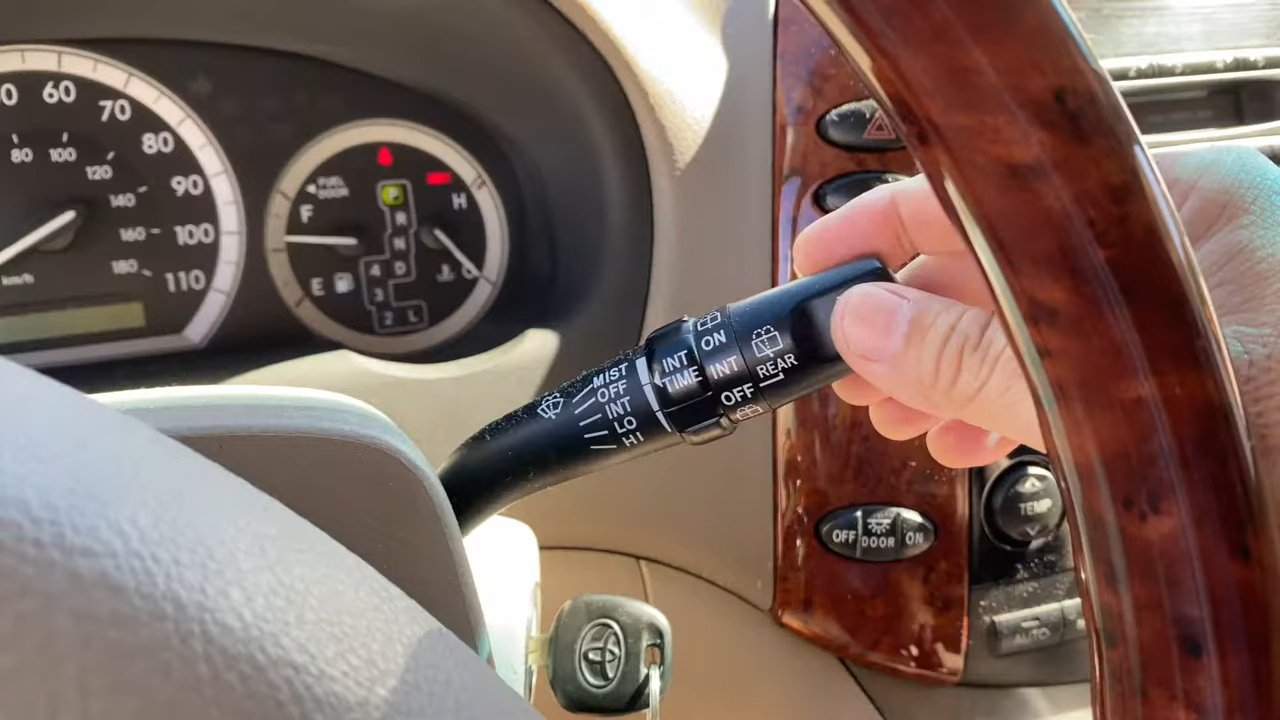 60
70
80
90
100
110
80
100
120
140
160
180
km/h
FUEL
DOOR
F
E
P
R
N
4 D
3
2 L
H
C
MIST
OFF
INT
LO
HI
INT
TIME
ON
INT
OFF
REAR
OFF DOOR ON
TEMP
AUTO